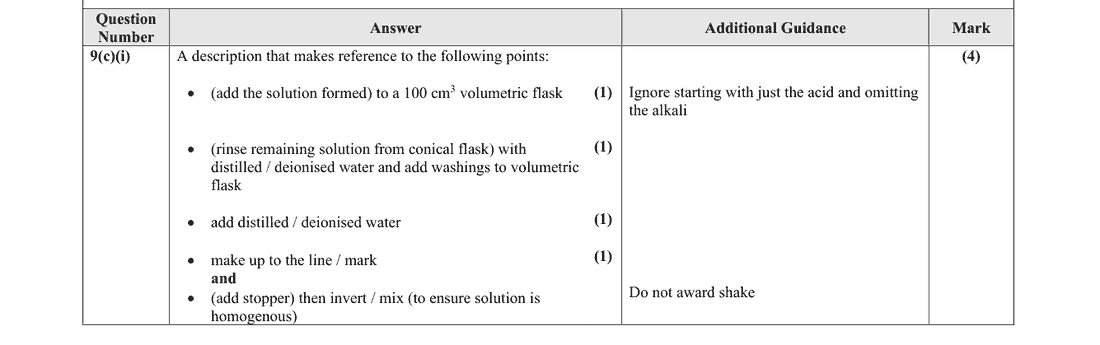 Question Number
Answer
Additional Guidance
Mark
9(c)(i)
A description that makes reference to the following points:
(4)
• (add the solution formed) to a 100 cm³ volumetric flask (1)
Ignore starting with just the acid and omitting
the alkali
• (rinse remaining solution from conical flask) with (1)
distilled / deionised water and add washings to volumetric
flask
• add distilled / deionised water (1)
• make up to the line / mark (1)
and
• (add stopper) then invert / mix (to ensure solution is
homogenous)
Do not award shake